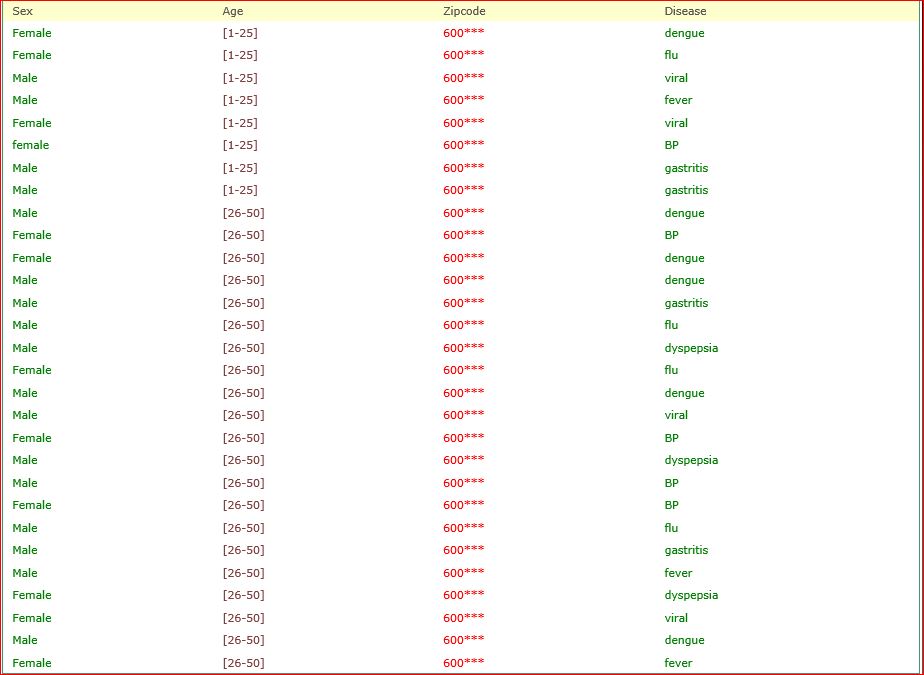 Sex Age Zipcode Disease
Female [1-25] 600*** dengue
Female [1-25] 600*** flu
Male [1-25] 600*** viral
Male [1-25] 600*** fever
Female [1-25] 600*** viral
female [1-25] 600*** BP
Male [1-25] 600*** gastritis
Male [1-25] 600*** gastritis
Male [26-50] 600*** dengue
Female [26-50] 600*** BP
Female [26-50] 600*** dengue
Male [26-50] 600*** dengue
Male [26-50] 600*** gastritis
Male [26-50] 600*** flu
Male [26-50] 600*** dyspepsia
Female [26-50] 600*** flu
Male [26-50] 600*** dengue
Male [26-50] 600*** viral
Female [26-50] 600*** BP
Male [26-50] 600*** dyspepsia
Male [26-50] 600*** BP
Female [26-50] 600*** BP
Male [26-50] 600*** flu
Male [26-50] 600*** gastritis
Male [26-50] 600*** fever
Female [26-50] 600*** dyspepsia
Female [26-50] 600*** viral
Male [26-50] 600*** dengue
Female [26-50] 600*** fever